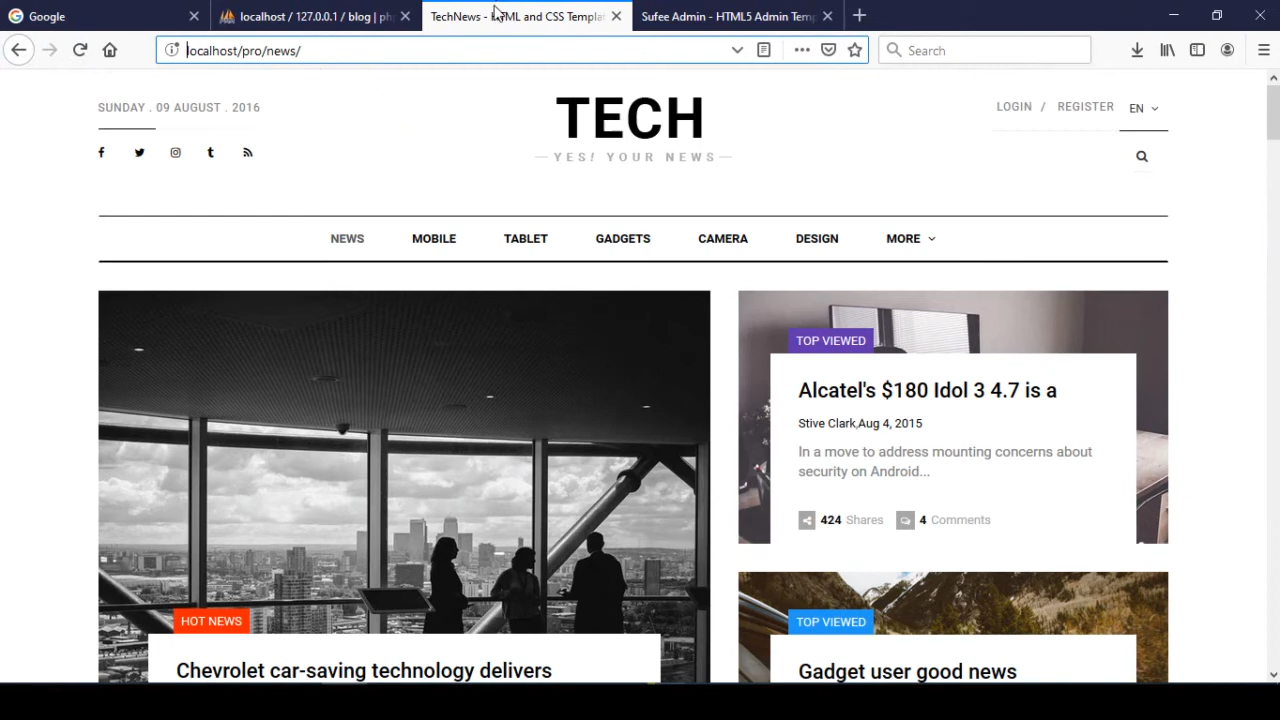 Google
localhost / 127.0.0.1 / blog | ph
TechNews - HTML and CSS Templat
Sufee Admin - HTML5 Admin Temp
localhost/pro/news/
Search
SUNDAY . 09 AUGUST . 2016
TECH
YES! YOUR NEWS
LOGIN / REGISTER
EN
NEWS
MOBILE
TABLET
GADGETS
CAMERA
DESIGN
MORE
TOP VIEWED
Alcatel's $180 Idol 3 4.7 is a
Stive Clark,Aug 4, 2015
In a move to address mounting concerns about
security on Android...
424 Shares
4 Comments
HOT NEWS
Chevrolet car-saving technology delivers
TOP VIEWED
Gadget user good news